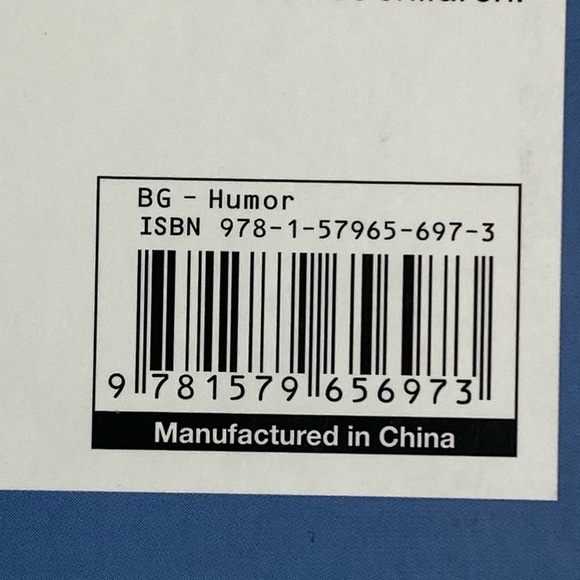 BG - Humor
ISBN 978-1-57965-697-3
9 781579 656973
Manufactured in China